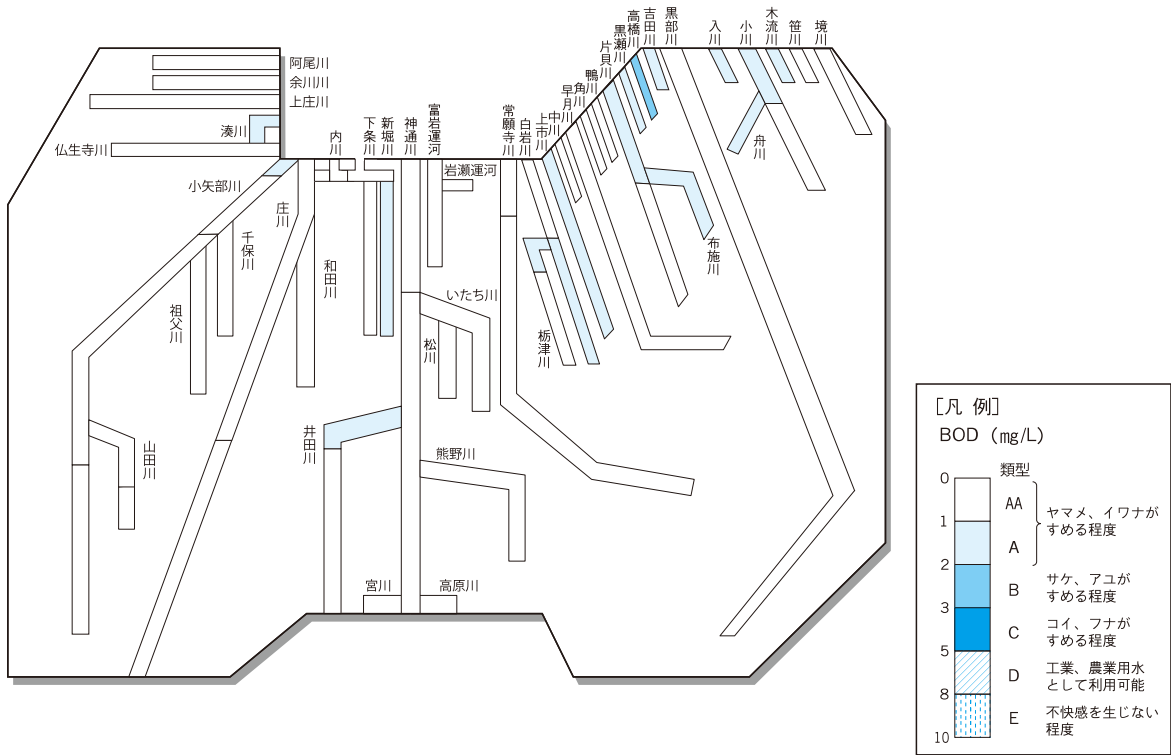 阿尾川
余川川
上庄川
湊川
仏生寺川
小矢部川
庄川
千保川
祖父川
山田川
内川
和田川
下条川
新堀川
神通川
富岩運河
岩瀬運河
いたち川
松川
井田川
熊野川
宮川
高原川
常願寺川
白岩川
上市川
中川
早月川
角川
鴨川
片貝川
黒瀬川
高橋川
吉田川
黒部川
入川
小川
木流川
笹川
境川
舟川
布施川
栃津川
[凡 例]
BOD (mg/L)
類型
0
AA
1
A
ヤマメ、イワナが
すめる程度
2
B
サケ、アユが
すめる程度
3
C
コイ、フナが
すめる程度
5
D
工業、農業用水
として利用可能
8
E
不快感を生じない
程度
10